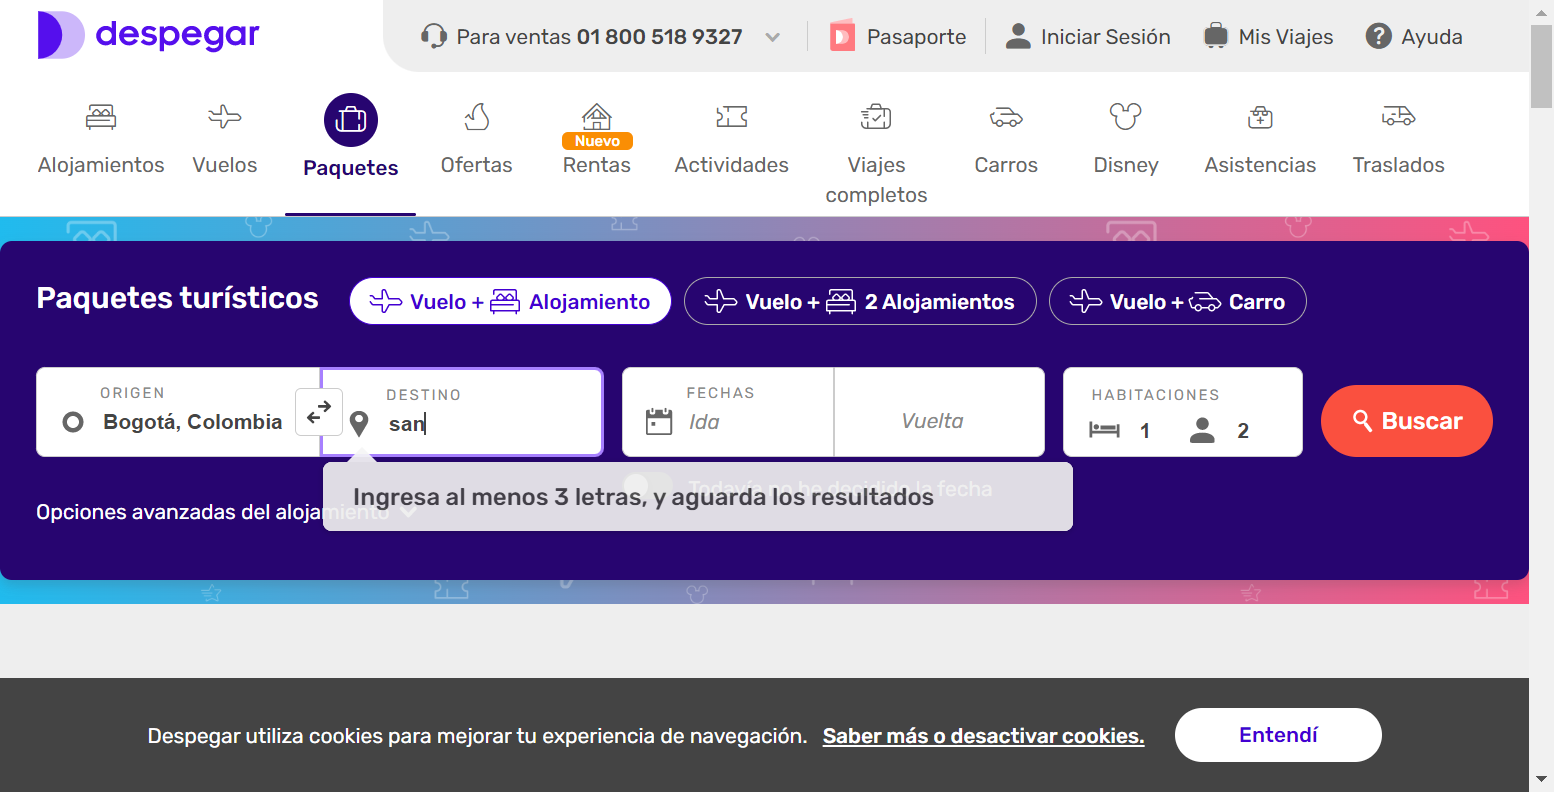 despegar
Para ventas 01 800 518 9327
Pasaporte
Iniciar Sesión
Mis Viajes
Ayuda
Alojamientos
Vuelos
Paquetes
Ofertas
Nuevo
Rentas
Actividades
Viajes
completos
Carros
Disney
Asistencias
Traslados
Paquetes turísticos
Vuelo + Alojamiento
Vuelo + 2 Alojamientos
Vuelo + Carro
ORIGEN
Bogotá, Colombia
DESTINO
san
FECHAS
Ida
Vuelta
HABITACIONES
1
2
Buscar
Ingresa al menos 3 letras, y aguarda los resultados
Todavía no he decidido la fecha
Opciones avanzadas del alojamiento
Despegar utiliza cookies para mejorar tu experiencia de navegación. Saber más o desactivar cookies.
Entendí